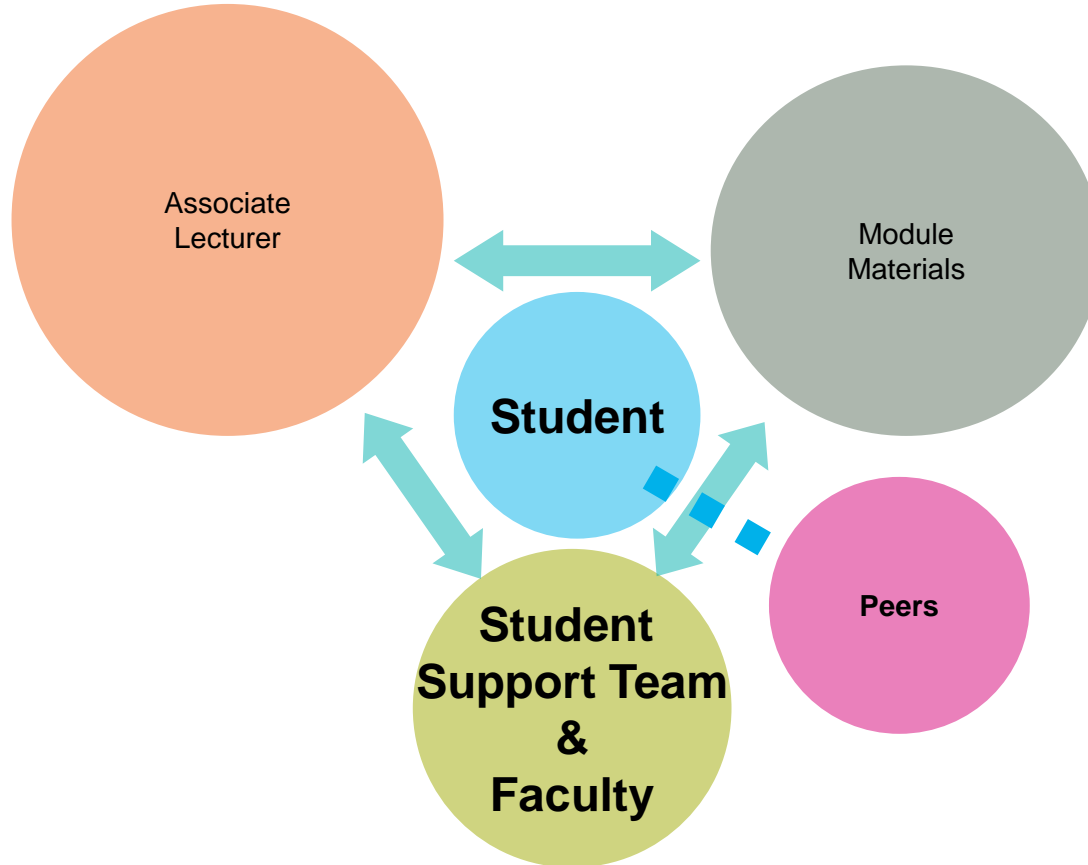 Associate
Lecturer
Module
Materials
Student
Peers
Student
Support Team
&
Faculty